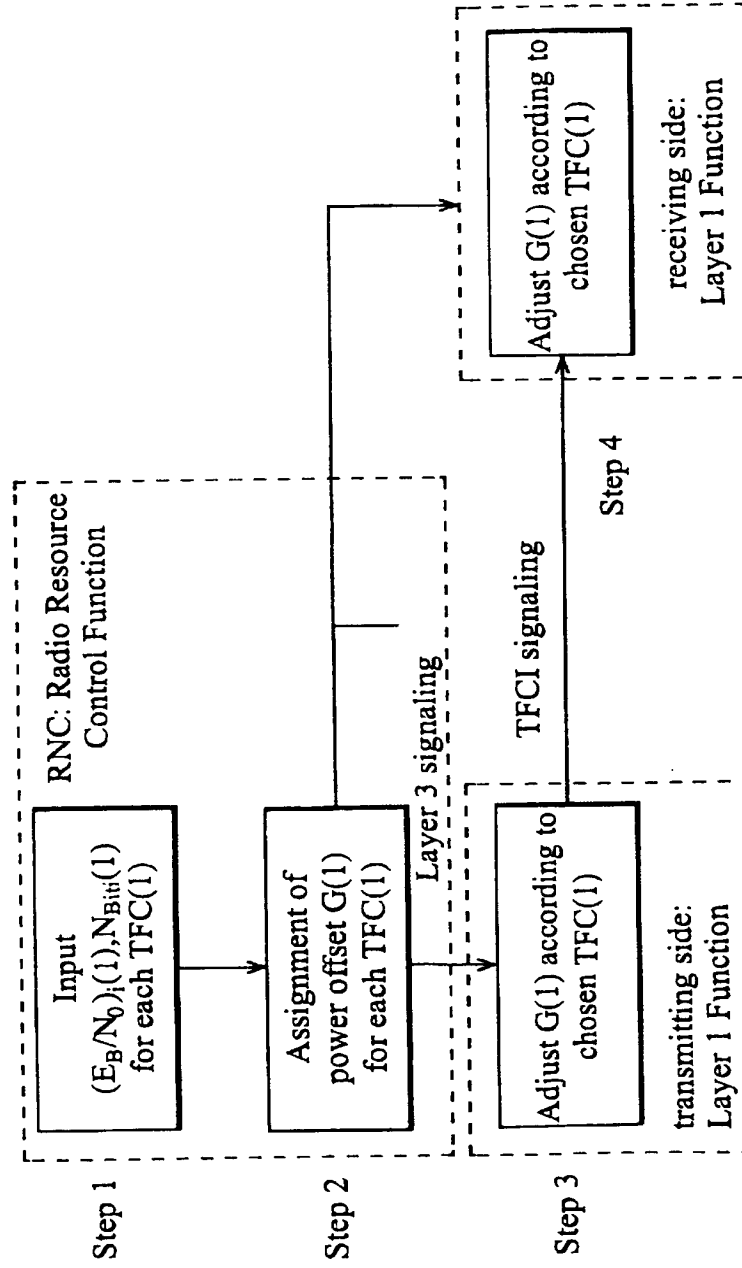 Step 1
Input
(E_B/N_0)_i(1),N_Biti(1)
for each TFC(1)
RNC: Radio Resource
Control Function
Step 2
Assignment of
power offset G(1)
for each TFC(1)
Layer 3 signaling
Step 3
Adjust G(1) according to
chosen TFC(1)
transmitting side:
Layer 1 Function
TFCI signaling
Step 4
Adjust G(1) according to
chosen TFC(1)
receiving side:
Layer 1 Function